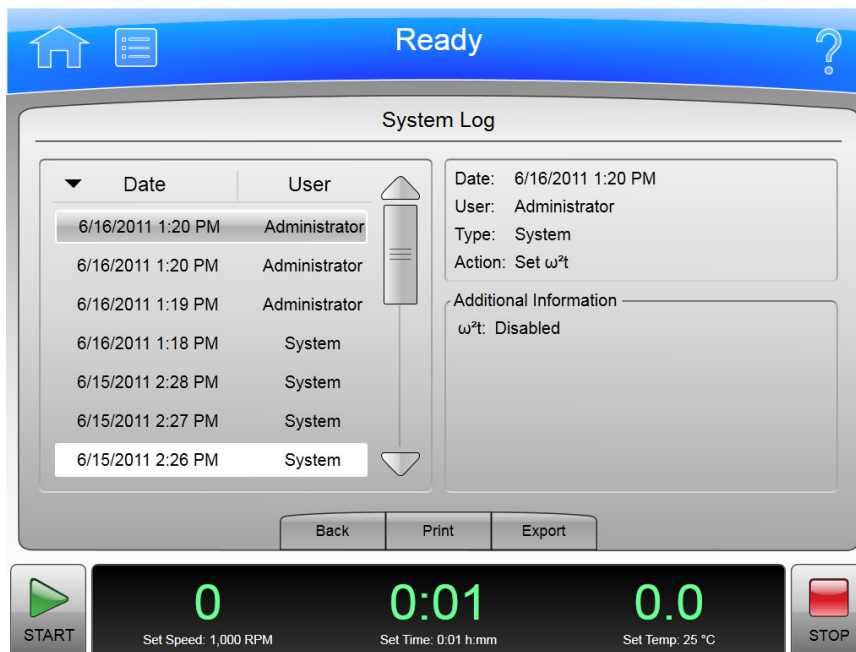 Ready
System Log
Date User
6/16/2011 1:20 PM Administrator
6/16/2011 1:20 PM Administrator
6/16/2011 1:19 PM Administrator
6/16/2011 1:18 PM System
6/15/2011 2:28 PM System
6/15/2011 2:27 PM System
6/15/2011 2:26 PM System
Date: 6/16/2011 1:20 PM
User: Administrator
Type: System
Action: Set ω²t
Additional Information
ω²t: Disabled
Back Print Export
START
0
Set Speed: 1,000 RPM
0:01
Set Time: 0:01 h:mm
0.0
Set Temp: 25 °C
STOP